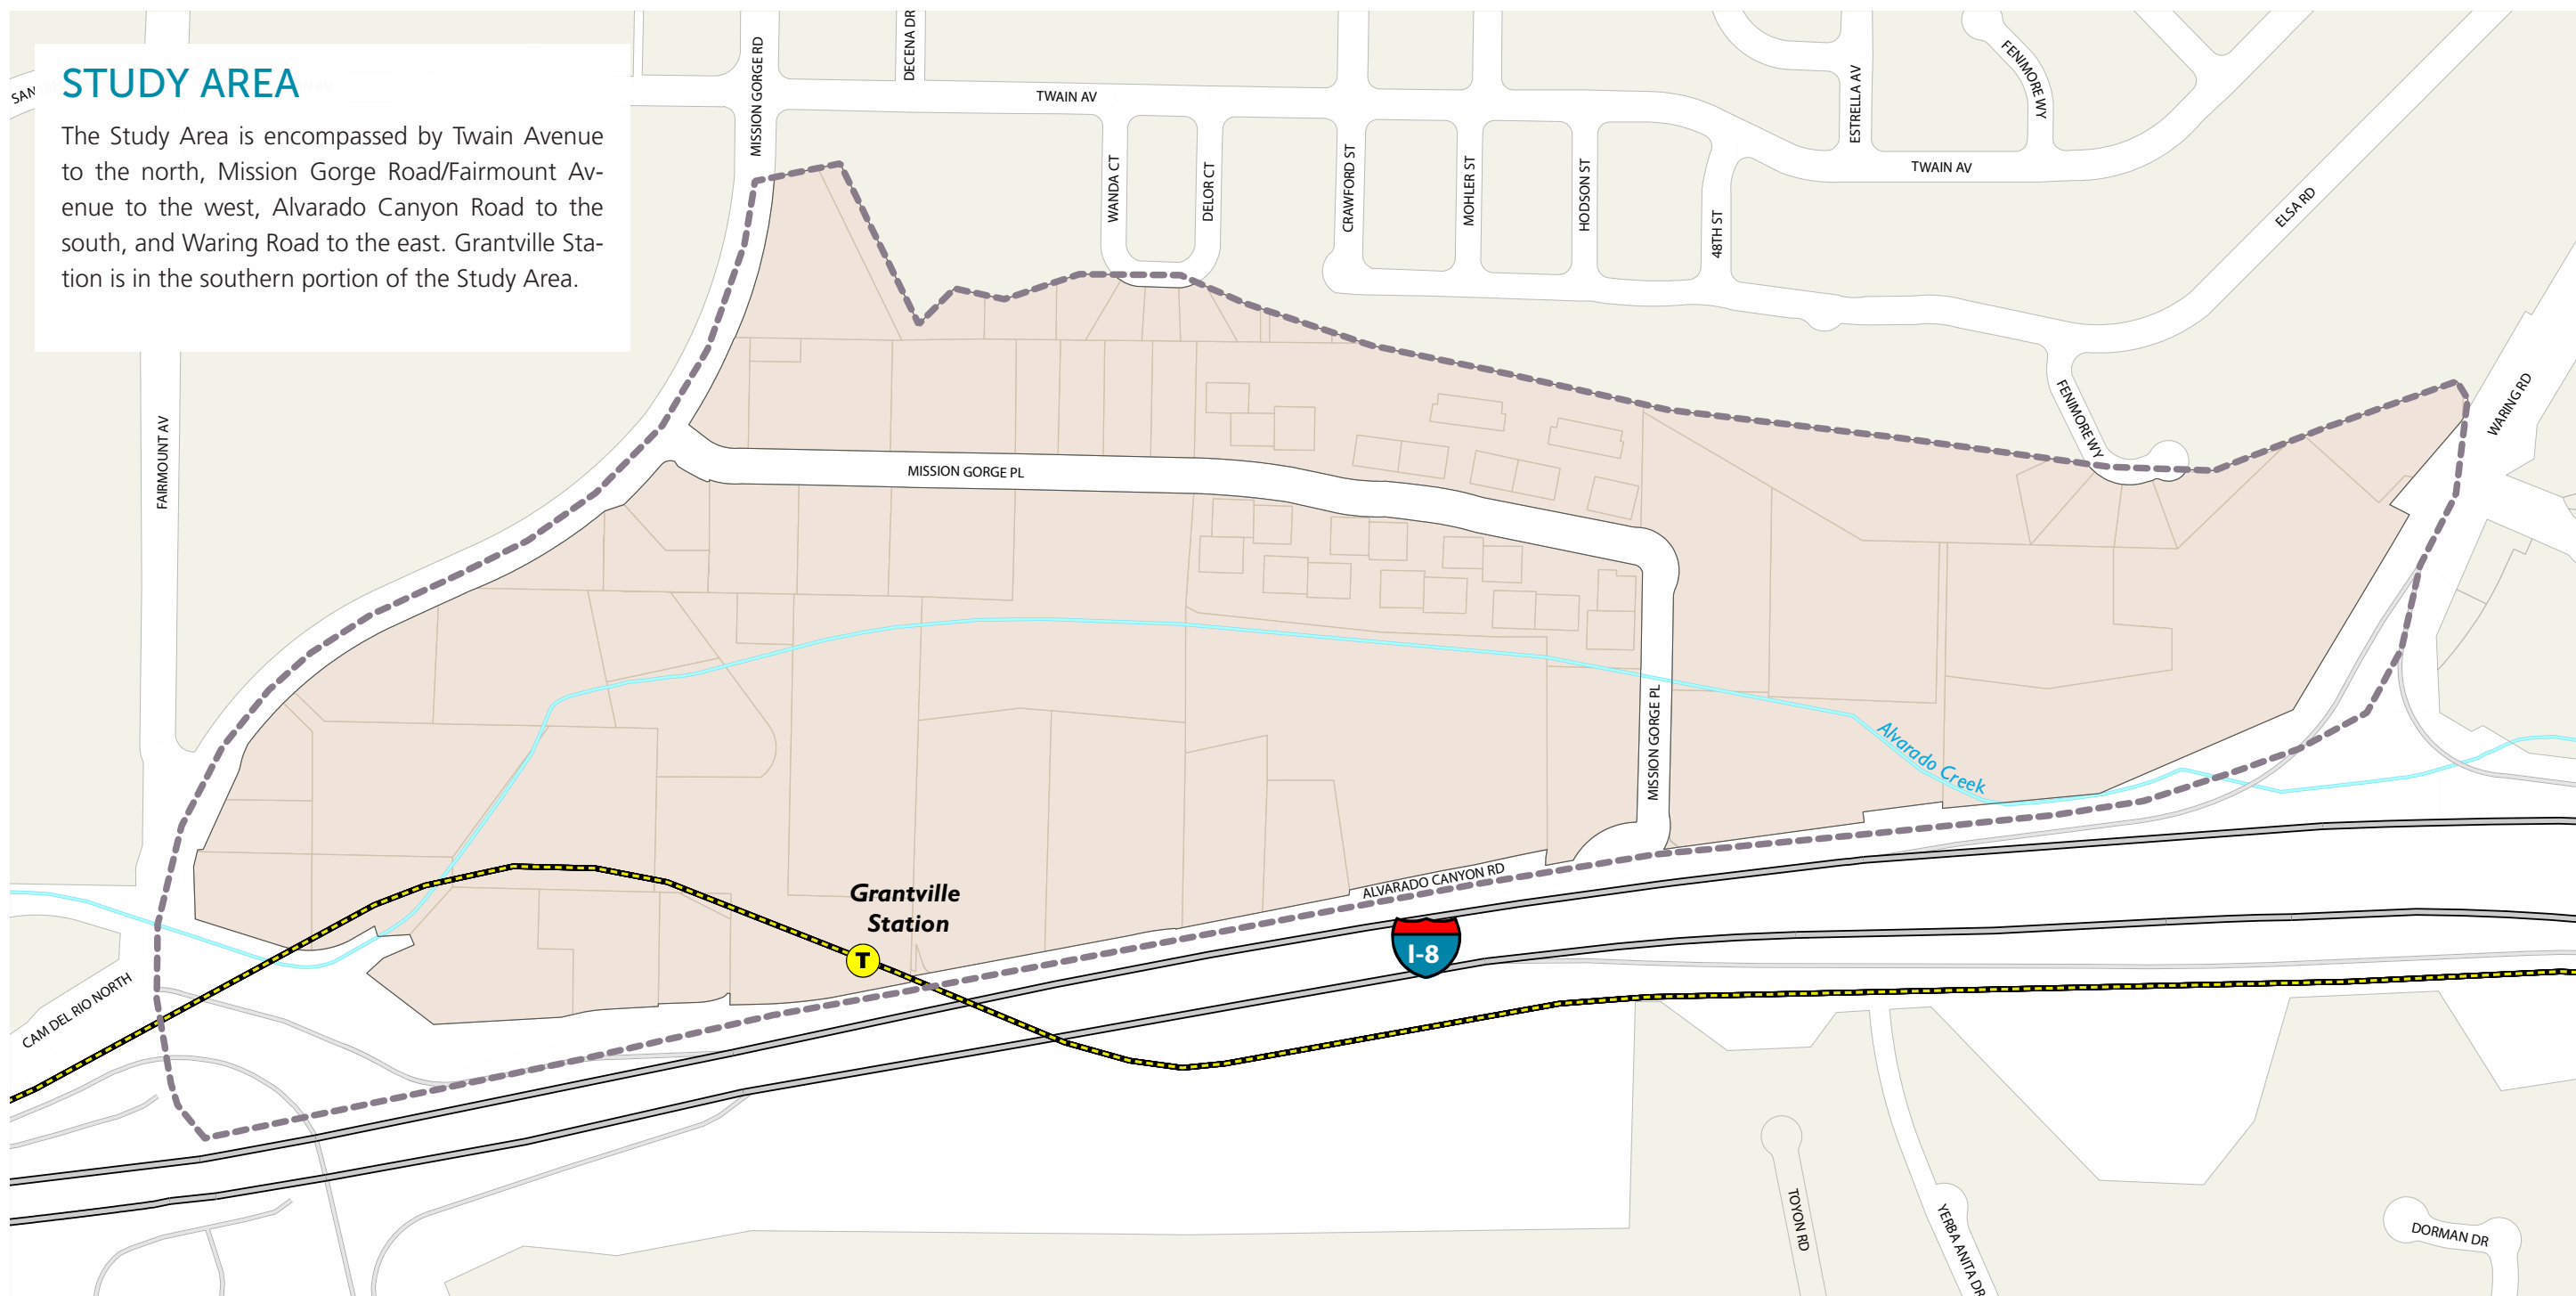 STUDY AREA
The Study Area is encompassed by Twain Avenue
to the north, Mission Gorge Road/Fairmount Av-
enue to the west, Alvarado Canyon Road to the
south, and Waring Road to the east. Grantville Sta-
tion is in the southern portion of the Study Area.
MISSION GORGE RD
DECENA DR
TWAIN AV
WANDA CT
DELOR CT
CRAWFORD ST
MOHLER ST
HODSON ST
48TH ST
ESTRELLA AV
FENIMORE WY
TWAIN AV
ELSA RD
WARING RD
FENIMORE WY
FAIRMOUNT AV
MISSION GORGE PL
MISSION GORGE PL
Alvarado Creek
ALVARADO CANYON RD
Grantville
Station
T
I-8
CAM DEL RIO NORTH
TOYON RD
YERBA ANITA DR
DORMAN DR